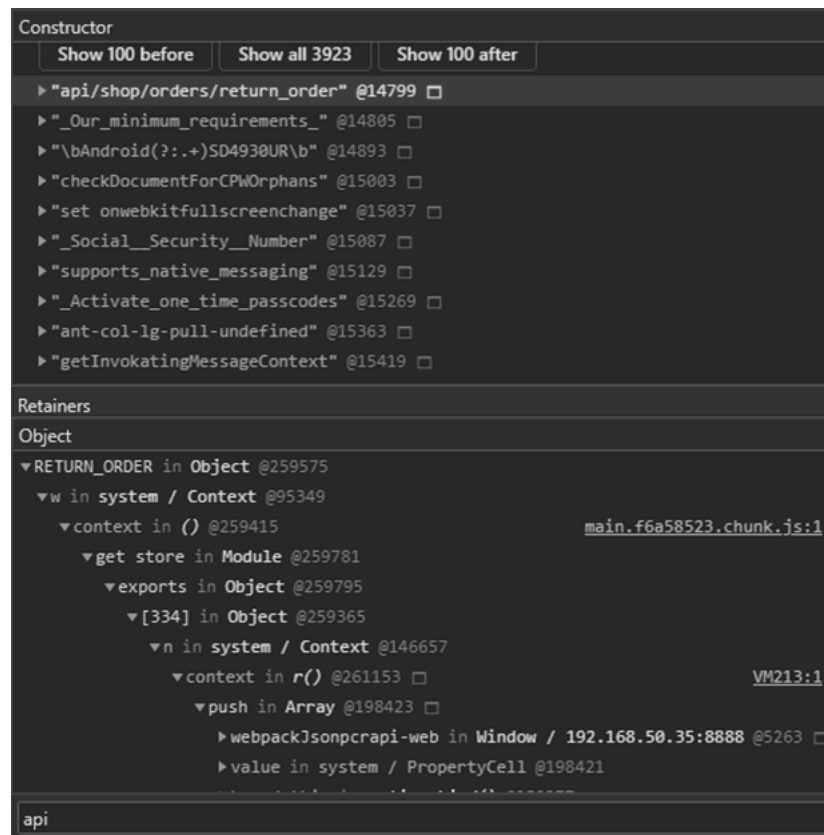 Constructor
Show 100 before Show all 3923 Show 100 after
"api/shop/orders/return_order" @14799
"_Our_minimum_requirements_" @14805
"\bAndroid(?:.+)SD4930UR\b" @14893
"checkDocumentForCPWOrphans" @15003
"set onwebkitfullscreenchange" @15037
"_Social__Security__Number" @15087
"supports_native_messaging" @15129
"_Activate_one_time_passcodes" @15269
"ant-col-lg-pull-undefined" @15363
"getInvokatingMessageContext" @15419
Retainers
Object
RETURN_ORDER in Object @259575
w in system / Context @95349
context in () @259415 main.f6a58523.chunk.js:1
get store in Module @259781
exports in Object @259795
[334] in Object @259365
n in system / Context @146657
context in r() @261153 VM213:1
push in Array @198423
webpackJsonpcrapi-web in Window / 192.168.50.35:8888 @5263
value in system / PropertyCell @198421
api